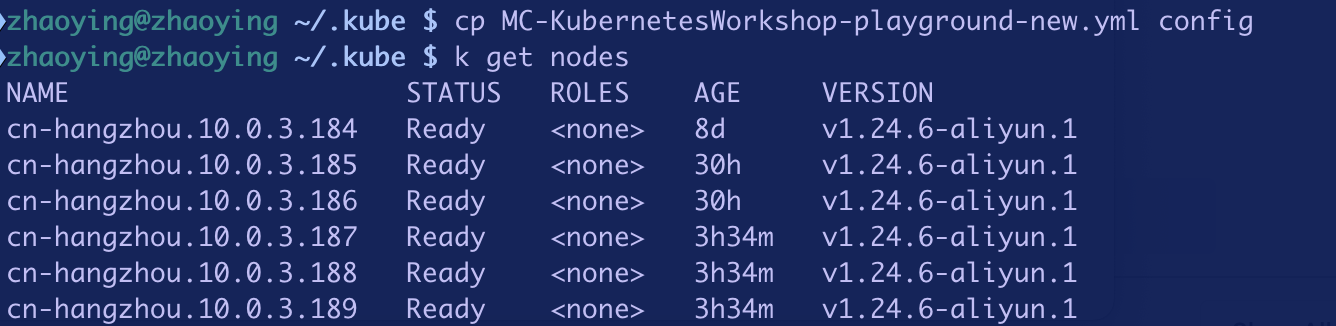 zhaoying@zhaoying ~/.kube $ cp MC-KubernetesWorkshop-playground-new.yml config
zhaoying@zhaoying ~/.kube $ k get nodes
NAME STATUS ROLES AGE VERSION
cn-hangzhou.10.0.3.184 Ready <none> 8d v1.24.6-aliyun.1
cn-hangzhou.10.0.3.185 Ready <none> 30h v1.24.6-aliyun.1
cn-hangzhou.10.0.3.186 Ready <none> 30h v1.24.6-aliyun.1
cn-hangzhou.10.0.3.187 Ready <none> 3h34m v1.24.6-aliyun.1
cn-hangzhou.10.0.3.188 Ready <none> 3h34m v1.24.6-aliyun.1
cn-hangzhou.10.0.3.189 Ready <none> 3h34m v1.24.6-aliyun.1